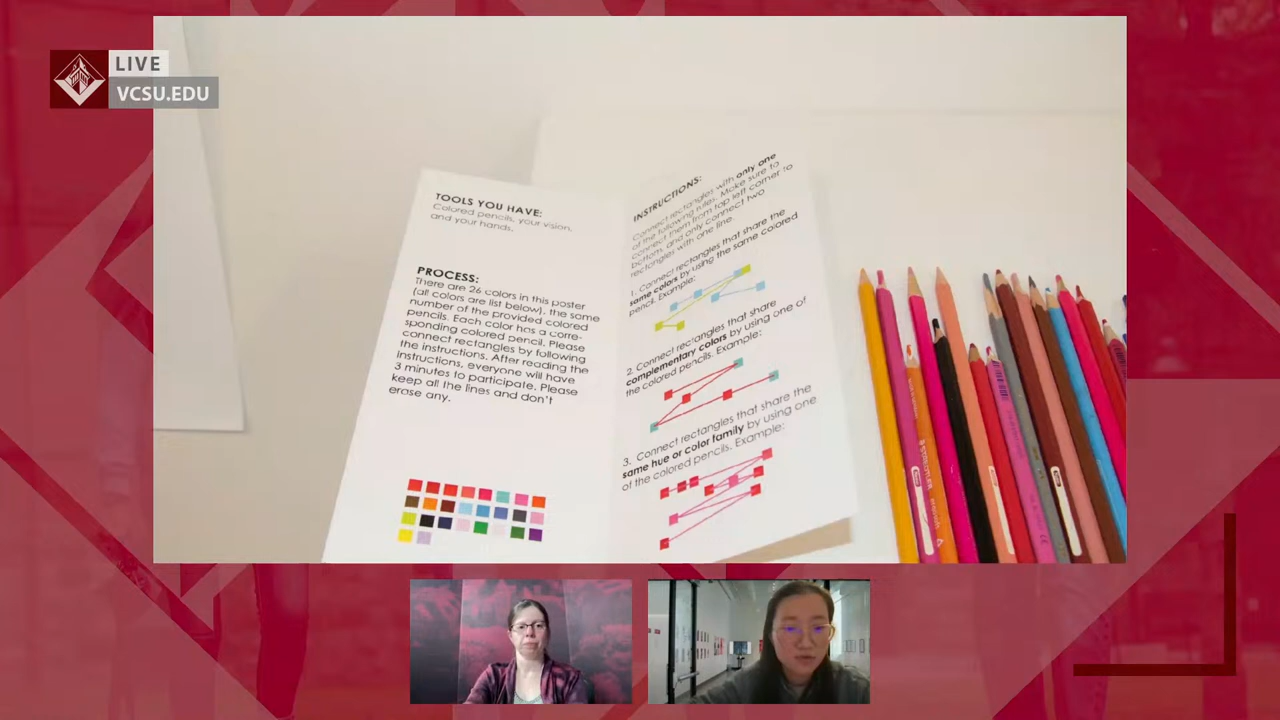 LIVE
VCSU.EDU
TOOLS YOU HAVE:
Colored pencils, your vision,
and your hands.
PROCESS:
There are 26 colors in this poster
(all colors are list below), the same
number of the provided colored
pencils. Each color has a corre-
sponding colored pencil. Please
connect rectangles by following
the instructions. After reading the
instructions, everyone will have
3 minutes to participate. Please
keep all the lines and don't
erase any.
INSTRUCTIONS:
Connect rectangles with only one
of the following rules. Make sure to
connect them from top left corner to
bottom, and only connect two
rectangles with one line.
1. Connect rectangles that share the
same colors by using the same colored
pencil. Example:
2. Connect rectangles that share
complementary colors by using one of
the colored pencils. Example:
3. Connect rectangles that share the
same hue or color family by using one
of the colored pencils. Example: